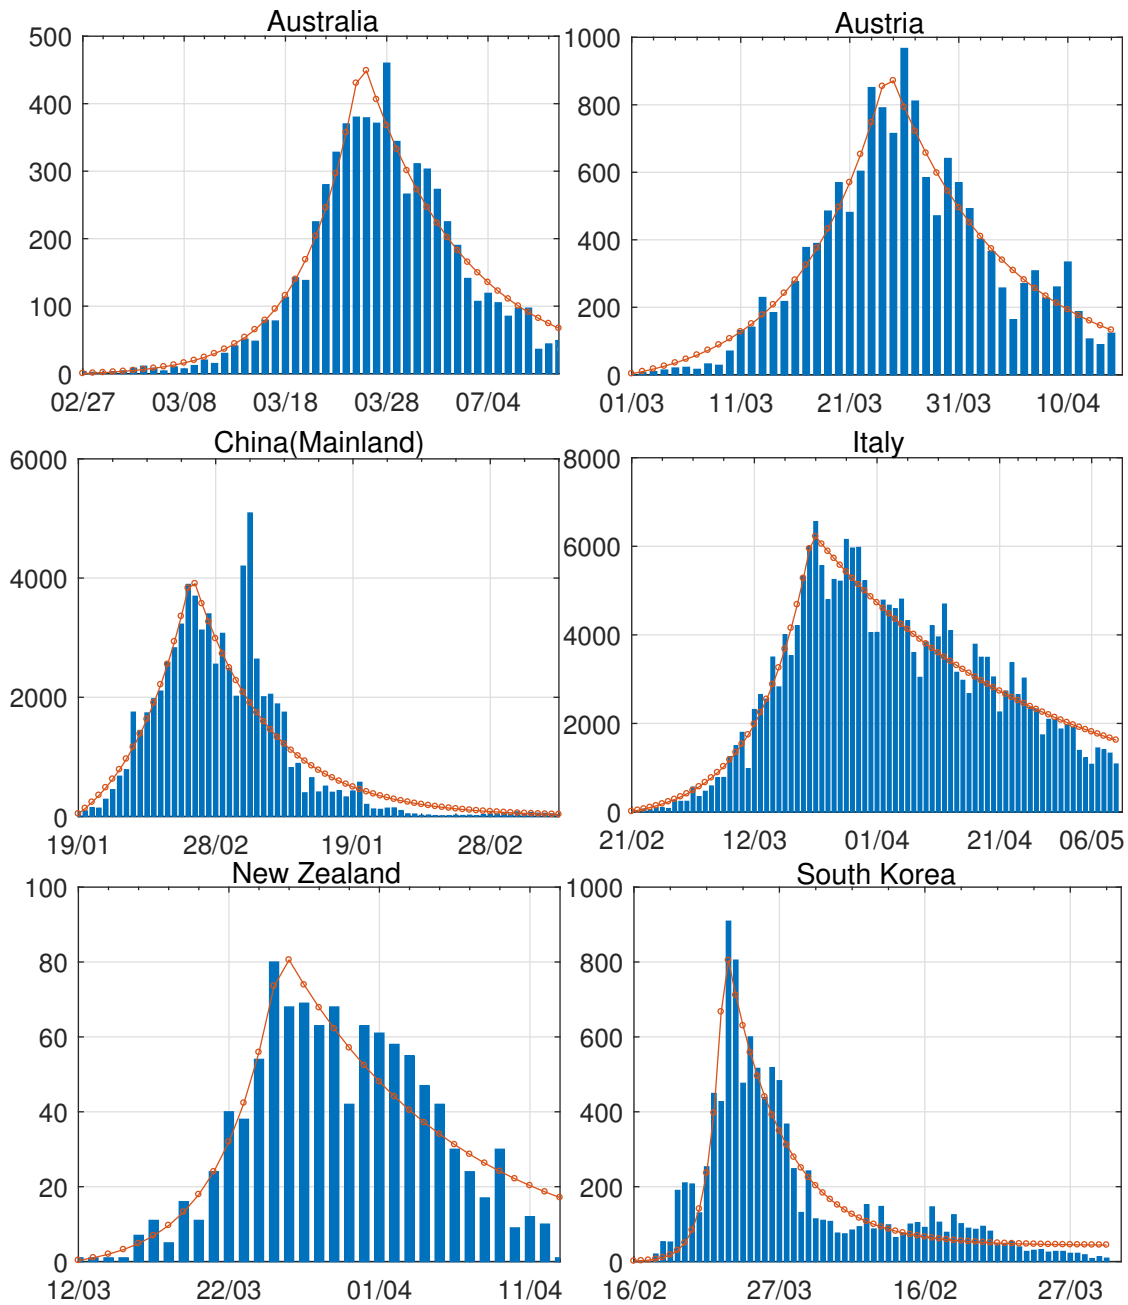 Australia
500
400
300
200
100
0
02/27 03/08 03/18 03/28 07/04
Austria
1000
800
600
400
200
0
01/03 11/03 21/03 31/03 10/04
China(Mainland)
6000
4000
2000
0
19/01 28/02 19/01 28/02
Italy
8000
6000
4000
2000
0
21/02 12/03 01/04 21/04 06/05
New Zealand
100
80
60
40
20
0
12/03 22/03 01/04 11/04
South Korea
1000
800
600
400
200
0
16/02 27/03 16/02 27/03